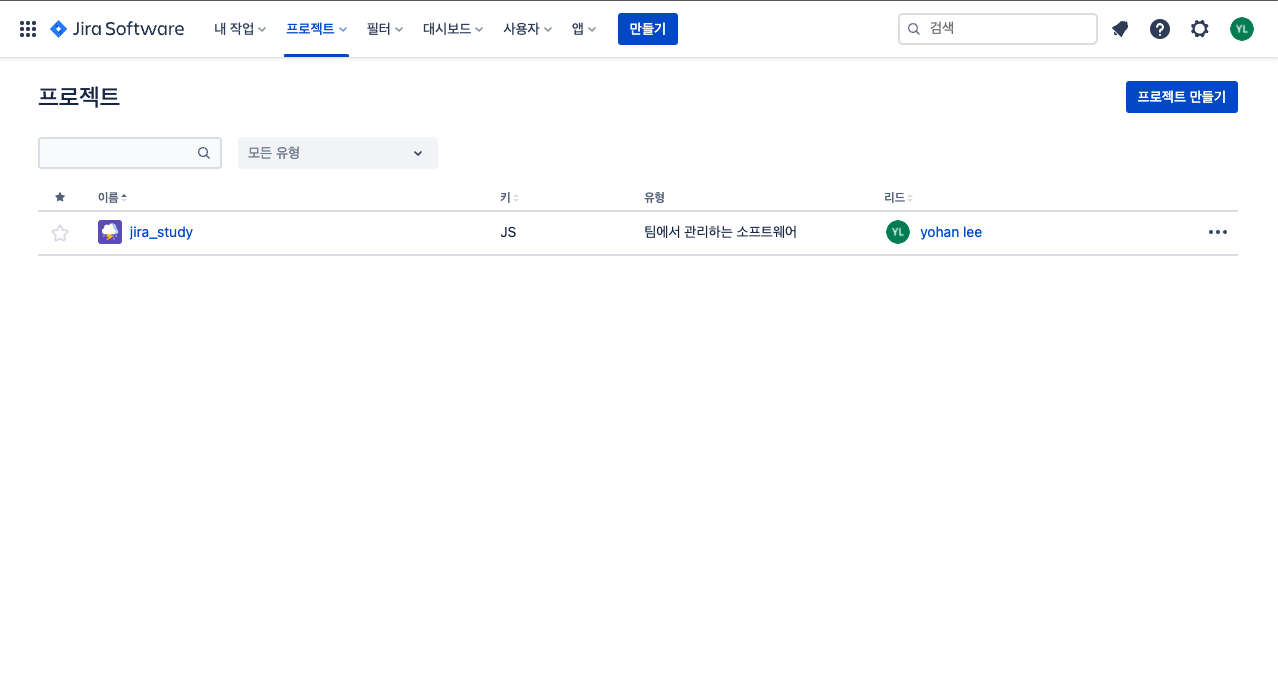 Jira Software 내 작업 프로젝트 필터 대시보드 사용자 앱 만들기 검색 YL
프로젝트 프로젝트 만들기
모든 유형
이름 키 유형 리드
jira_study JS 팀에서 관리하는 소프트웨어 YL yohan lee